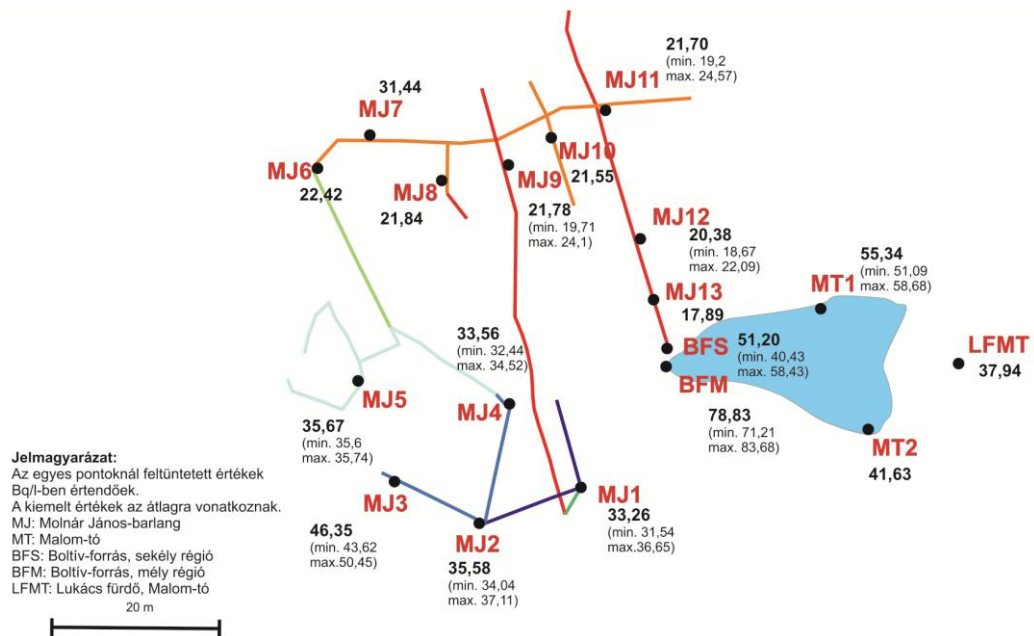 21,70
(min. 19,2
max. 24,57)
MJ11
31,44
MJ7
MJ6
22,42
MJ8
21,84
MJ9
21,78
(min. 19,71
max. 24,1)
MJ10
21,55
MJ12
20,38
(min. 18,67
max. 22,09)
MJ13
17,89
55,34
(min. 51,09
max. 58,68)
MT1
BFS
51,20
(min. 40,43
max. 58,43)
BFM
78,83
(min. 71,21
max. 83,68)
LFMT
37,94
MT2
41,63
33,56
(min. 32,44
max. 34,52)
MJ4
MJ5
35,67
(min. 35,6
max. 35,74)
MJ3
46,35
(min. 43,62
max.50,45)
MJ2
35,58
(min. 34,04
max. 37,11)
MJ1
33,26
(min. 31,54
max.36,65)
Jelmagyarázat:
Az egyes pontoknál feltüntetett értékek
Bq/l-ben értendőek.
A kiemelt értékek az átlagra vonatkoznak.
MJ: Molnár János-barlang
MT: Malom-tó
BFS: Boltív-forrás, sekély régió
BFM: Boltív-forrás, mély régió
LFMT: Lukács fürdő, Malom-tó
20 m